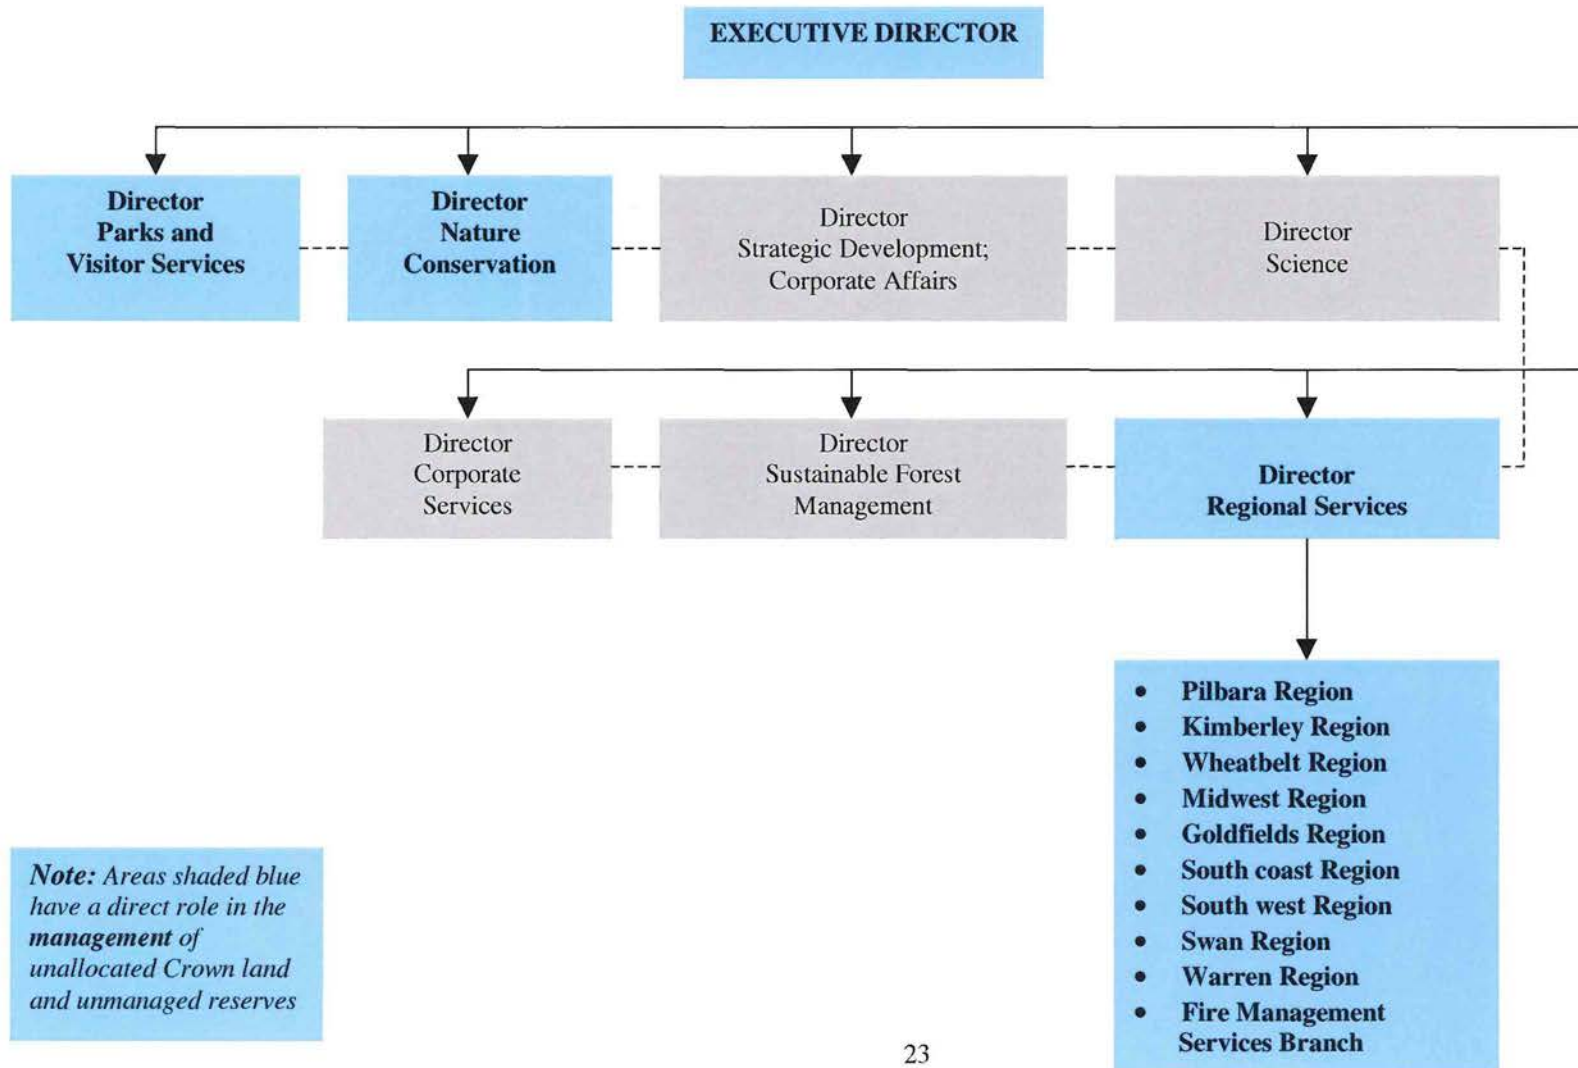 EXECUTIVE DIRECTOR
Director
Parks and
Visitor Services
Director
Nature
Conservation
Director
Strategic Development;
Corporate Affairs
Director
Science
Director
Corporate
Services
Director
Sustainable Forest
Management
Director
Regional Services
• Pilbara Region
• Kimberley Region
• Wheatbelt Region
• Midwest Region
• Goldfields Region
• South coast Region
• South west Region
• Swan Region
• Warren Region
• Fire Management
Services Branch
Note: Areas shaded blue
have a direct role in the
management of
unallocated Crown land
and unmanaged reserves
23